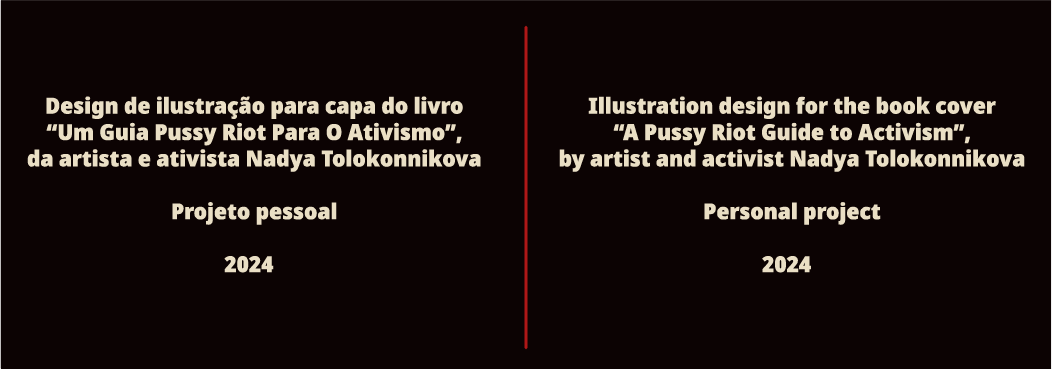 Design de ilustração para capa do livro
“Um Guia Pussy Riot Para O Ativismo”,
da artista e ativista Nadya Tolokonnikova
Projeto pessoal
2024
Illustration design for the book cover
“A Pussy Riot Guide to Activism”,
by artist and activist Nadya Tolokonnikova
Personal project
2024